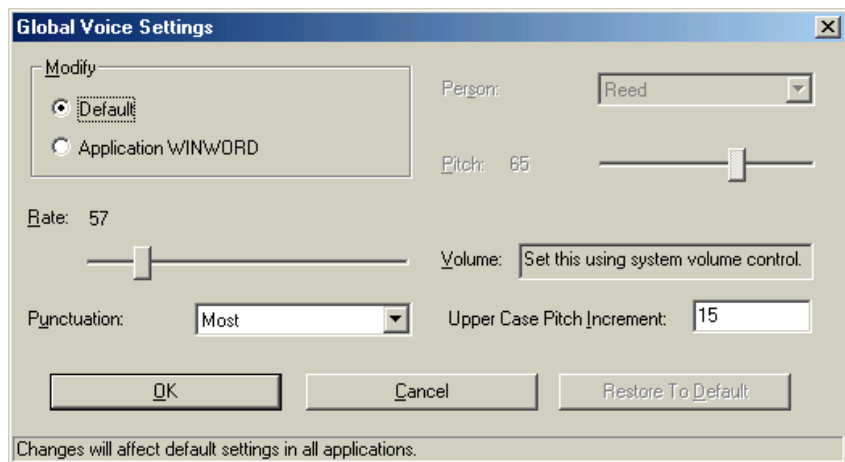 Global Voice Settings
Modify
Default
Application WINWORD
Person: Reed
Pitch: 65
Rate: 57
Volume: Set this using system volume control.
Punctuation: Most
Upper Case Pitch Increment: 15
OK
Cancel
Restore To Default
Changes will affect default settings in all applications.